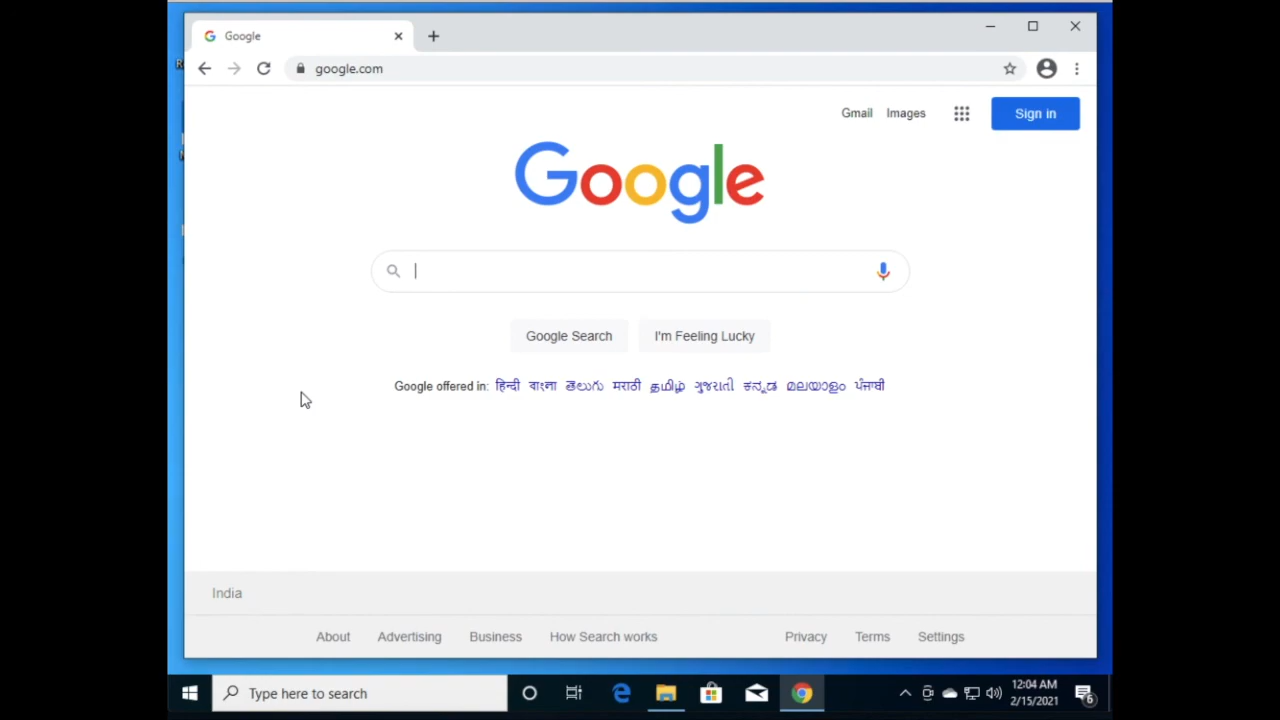 Google
google.com
Gmail Images Sign in
Google
Google Search I'm Feeling Lucky
Google offered in: हिन्दी বাংলা తెలుగు मराठी தமிழ் ગુજરાતી ಕನ್ನಡ മലയാളം ਪੰਜਾਬੀ
India
About Advertising Business How Search works Privacy Terms Settings
Type here to search
12:04 AM
2/15/2021
6